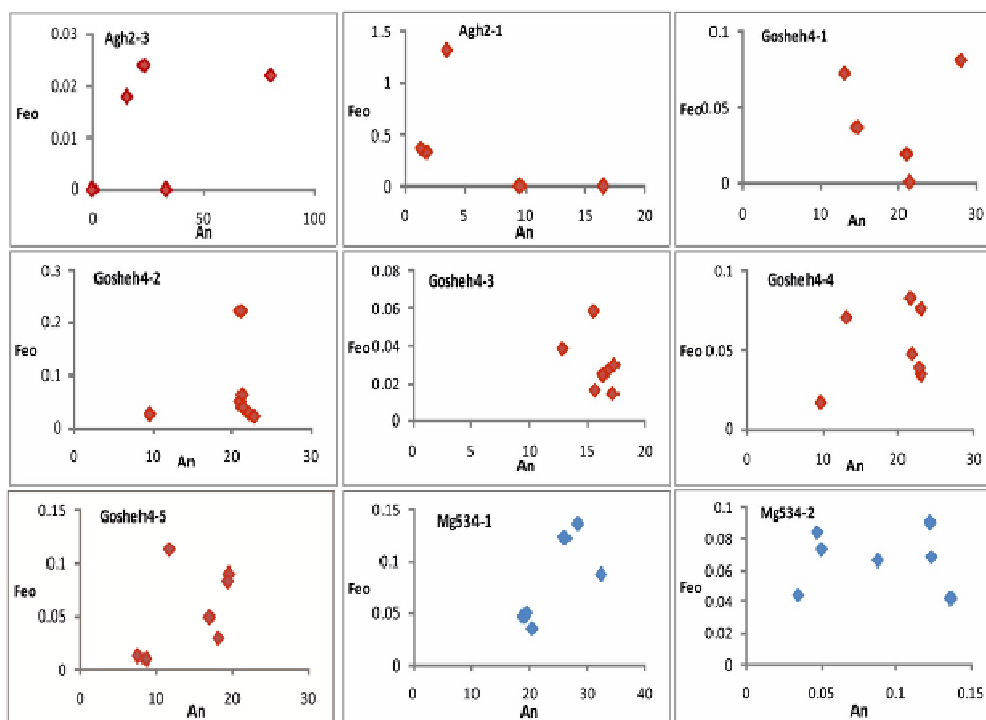 Agh2-3
0.03
0.02
Feo
0.01
0
0
50
100
An
Agh2-1
1.5
1
Feo
0.5
0
0
5
10
15
20
An
Gosheh4-1
0.1
Feo
0.05
0
0
10
20
30
An
Gosheh4-2
0.3
0.2
Feo
0.1
0
0
10
20
30
An
Gosheh4-3
0.08
0.06
Feo
0.04
0.02
0
0
5
10
15
20
An
Gosheh4-4
0.1
Feo
0.05
0
0
10
20
30
An
Gosheh4-5
0.15
0.1
Feo
0.05
0
0
10
20
30
An
Mg534-1
0.15
0.1
Feo
0.05
0
0
10
20
30
40
An
Mg534-2
0.1
0.08
0.06
Feo
0.04
0.02
0
0
0.05
0.1
0.15
An